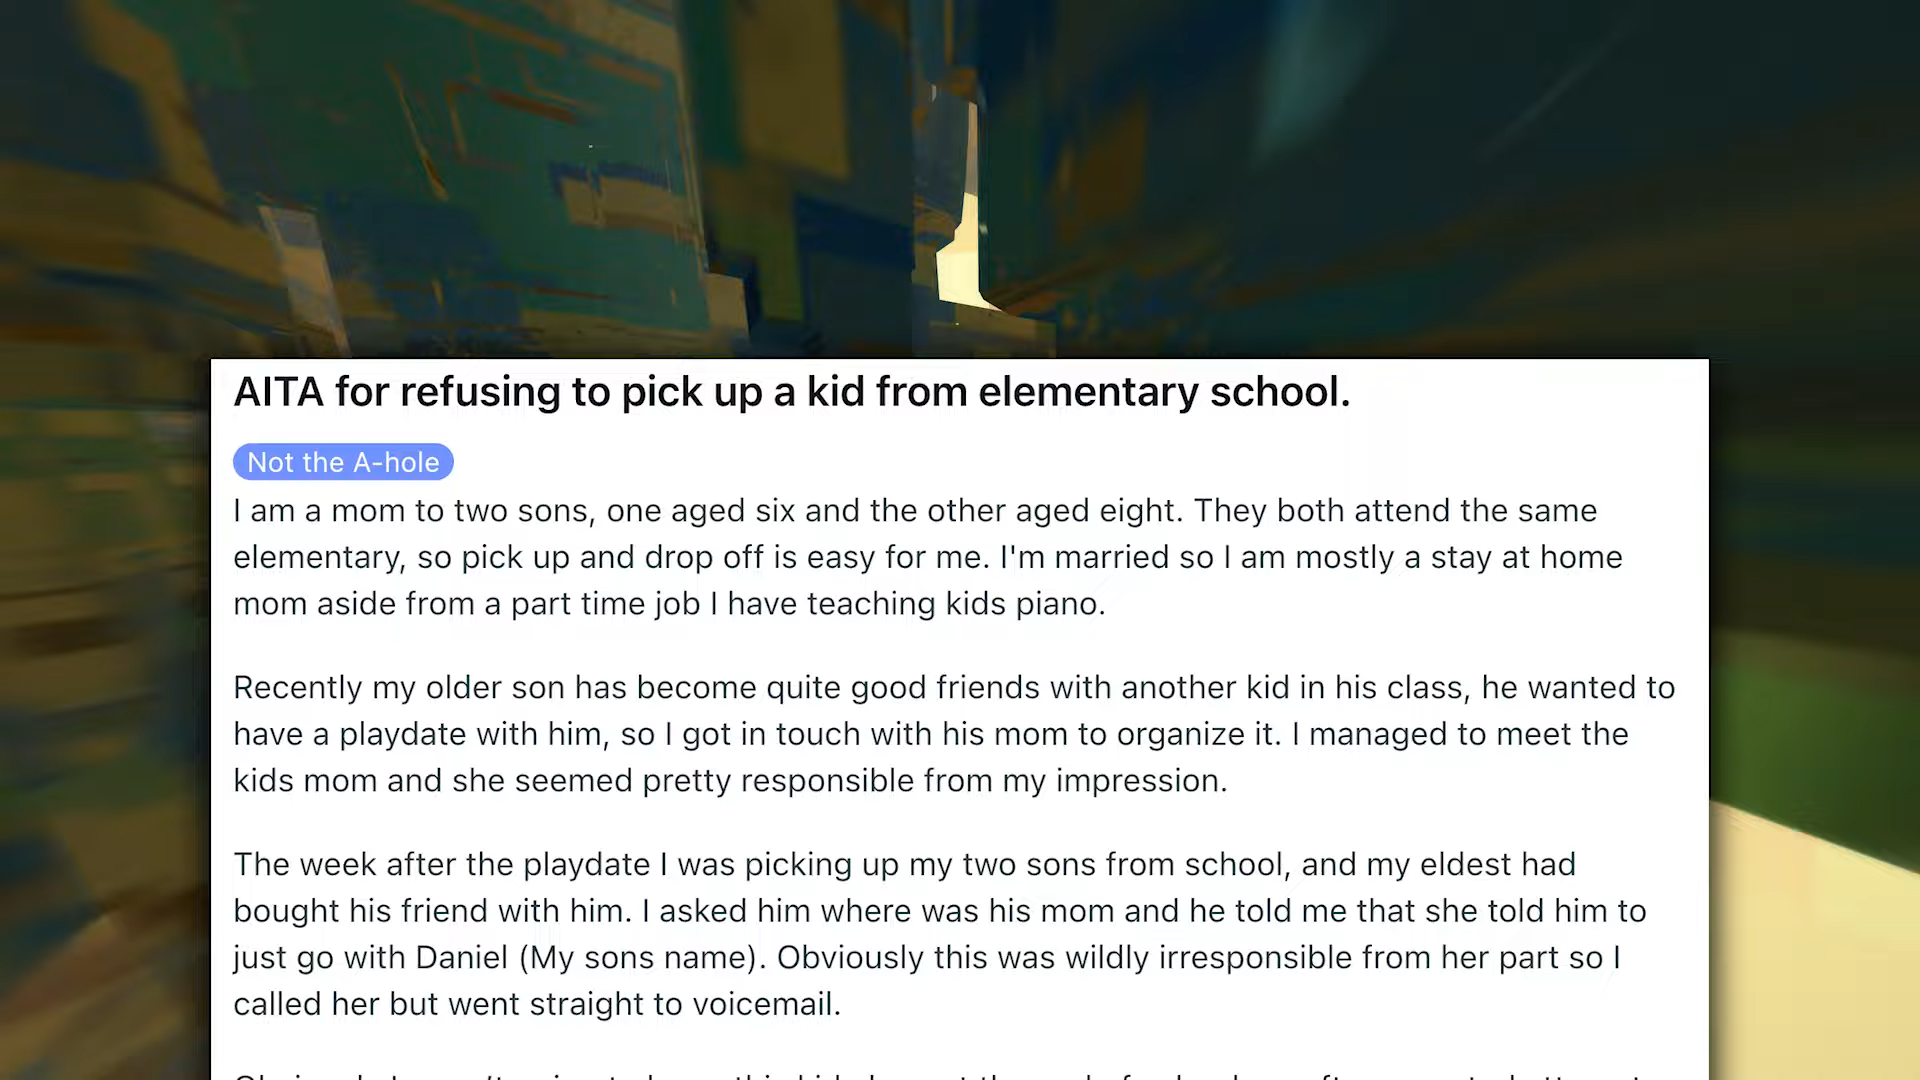 AITA for refusing to pick up a kid from elementary school.
Not the A-hole
I am a mom to two sons, one aged six and the other aged eight. They both attend the same
elementary, so pick up and drop off is easy for me. I'm married so I am mostly a stay at home
mom aside from a part time job I have teaching kids piano.
Recently my older son has become quite good friends with another kid in his class, he wanted to
have a playdate with him, so I got in touch with his mom to organize it. I managed to meet the
kids mom and she seemed pretty responsible from my impression.
The week after the playdate I was picking up my two sons from school, and my eldest had
bought his friend with him. I asked him where was his mom and he told me that she told him to
just go with Daniel (My sons name). Obviously this was wildly irresponsible from her part so I
called her but went straight to voicemail.